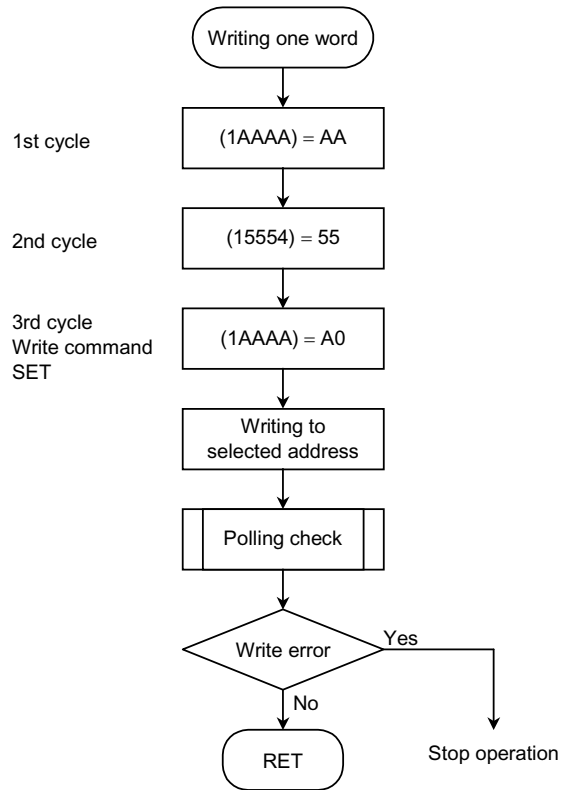 Writing one word
1st cycle
(1AAAA) = AA
2nd cycle
(15554) = 55
3rd cycle
Write command
SET
(1AAAA) = A0
Writing to
selected address
Polling check
Write error
Yes
No
RET
Stop operation